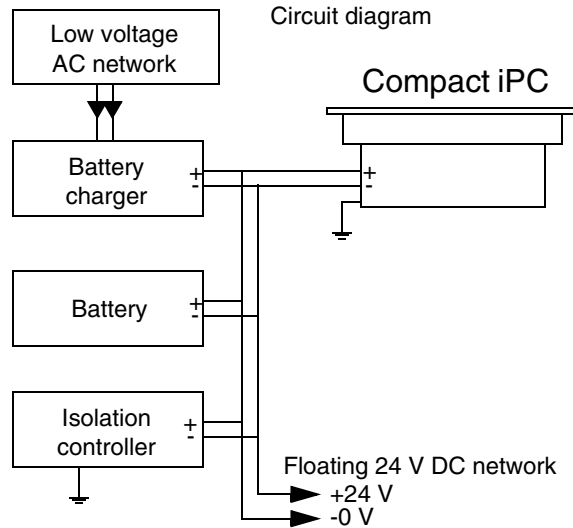 Circuit diagram
Low voltage
AC network
Compact iPC
Battery
charger
+
-
+
-
Battery
+
-
Isolation
controller
+
-
Floating 24 V DC network
+24 V
-0 V